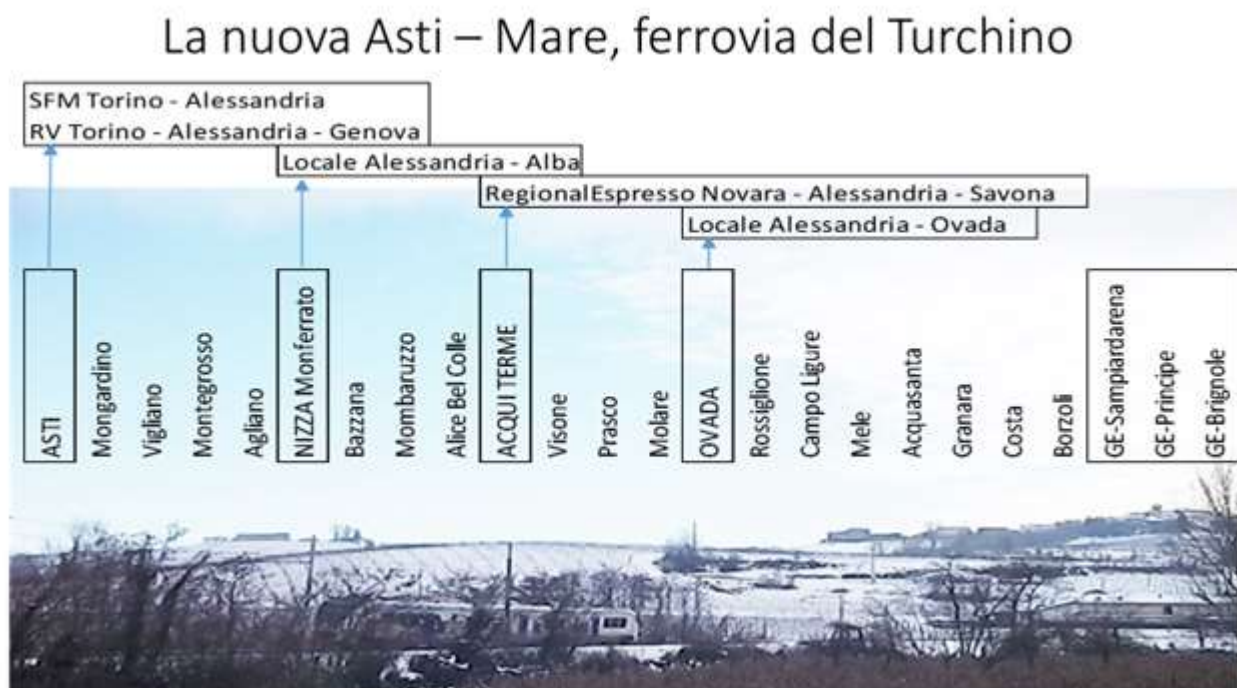 La nuova Asti – Mare, ferrovia del Turchino
SFM Torino - Alessandria
RV Torino - Alessandria - Genova
Locale Alessandria - Alba
RegionalEspresso Novara - Alessandria - Savona
Locale Alessandria - Ovada
ASTI
Mongardino
Vigliano
Montegrosso
Agliano
NIZZA Monferrato
Bazzana
Mombaruzzo
Alice Bel Colle
ACQUI TERME
Visone
Prasco
Molare
OVADA
Rossiglione
Campo Ligure
Mele
Acquasanta
Granara
Costa
Borzoli
GE-Sampiardarena
GE-Principe
GE-Brignole